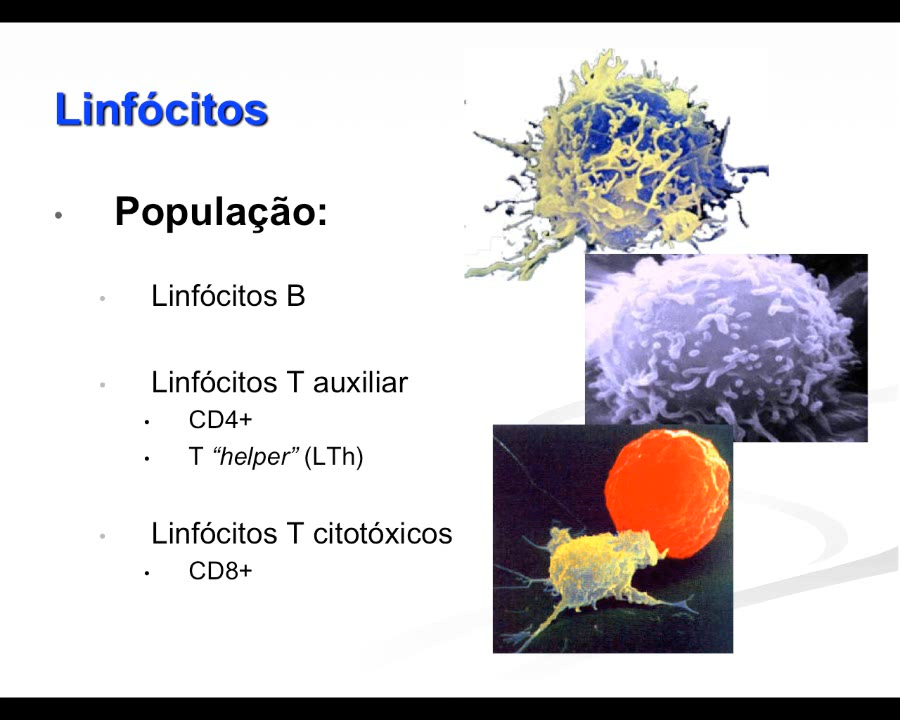 Linfócitos
• População:
• Linfócitos B
• Linfócitos T auxiliar
• CD4+
• T “helper” (LTh)
• Linfócitos T citotóxicos
• CD8+